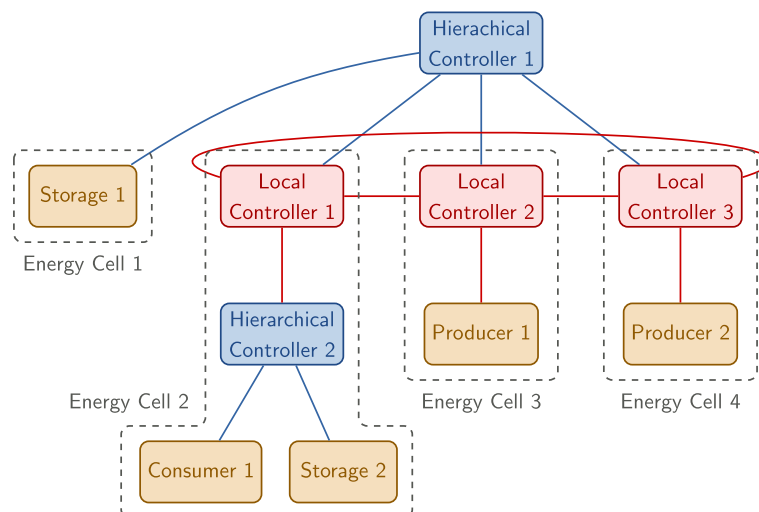 Hierachical
Controller 1
Storage 1
Local
Controller 1
Local
Controller 2
Local
Controller 3
Energy Cell 1
Hierarchical
Controller 2
Producer 1
Producer 2
Energy Cell 2
Energy Cell 3
Energy Cell 4
Consumer 1
Storage 2